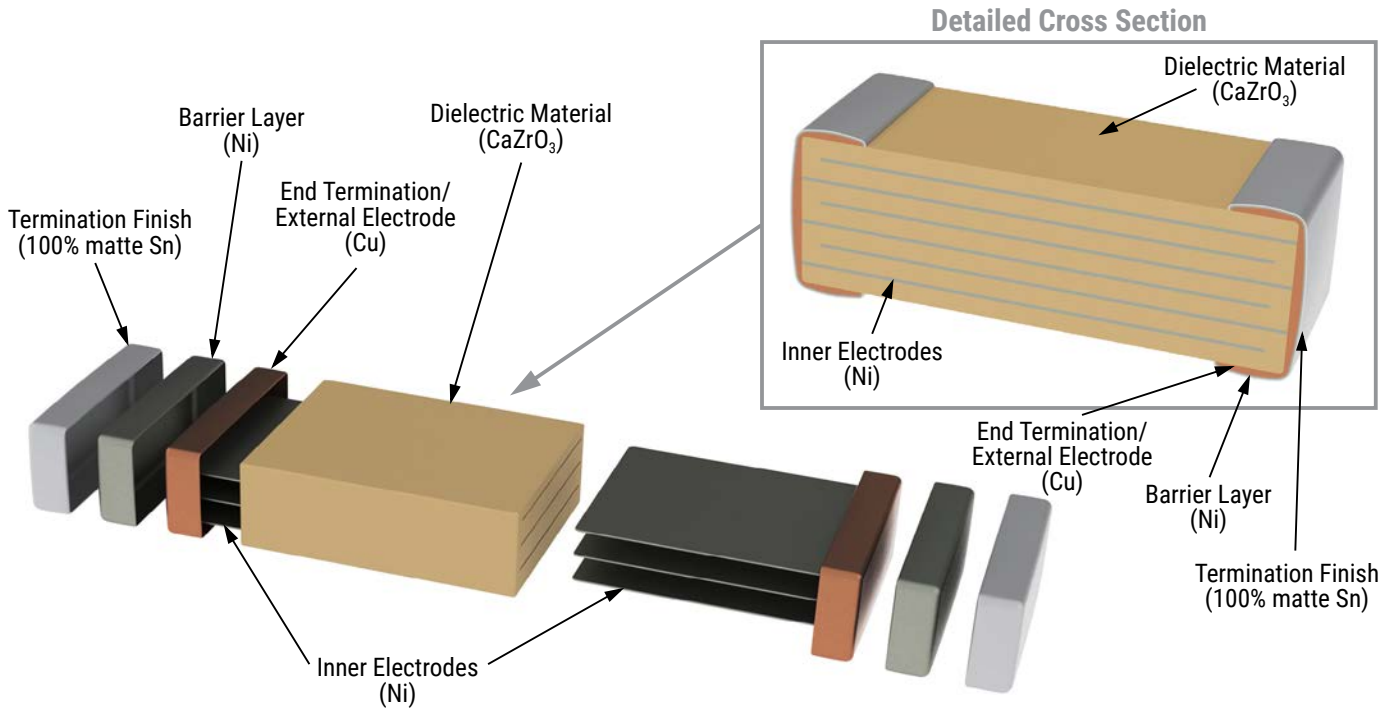 Detailed Cross Section
Dielectric Material
(CaZrO₃)
Inner Electrodes
(Ni)
End Termination/
External Electrode
(Cu)
Barrier Layer
(Ni)
Termination Finish
(100% matte Sn)
Termination Finish
(100% matte Sn)
Barrier Layer
(Ni)
End Termination/
External Electrode
(Cu)
Dielectric Material
(CaZrO₃)
Inner Electrodes
(Ni)